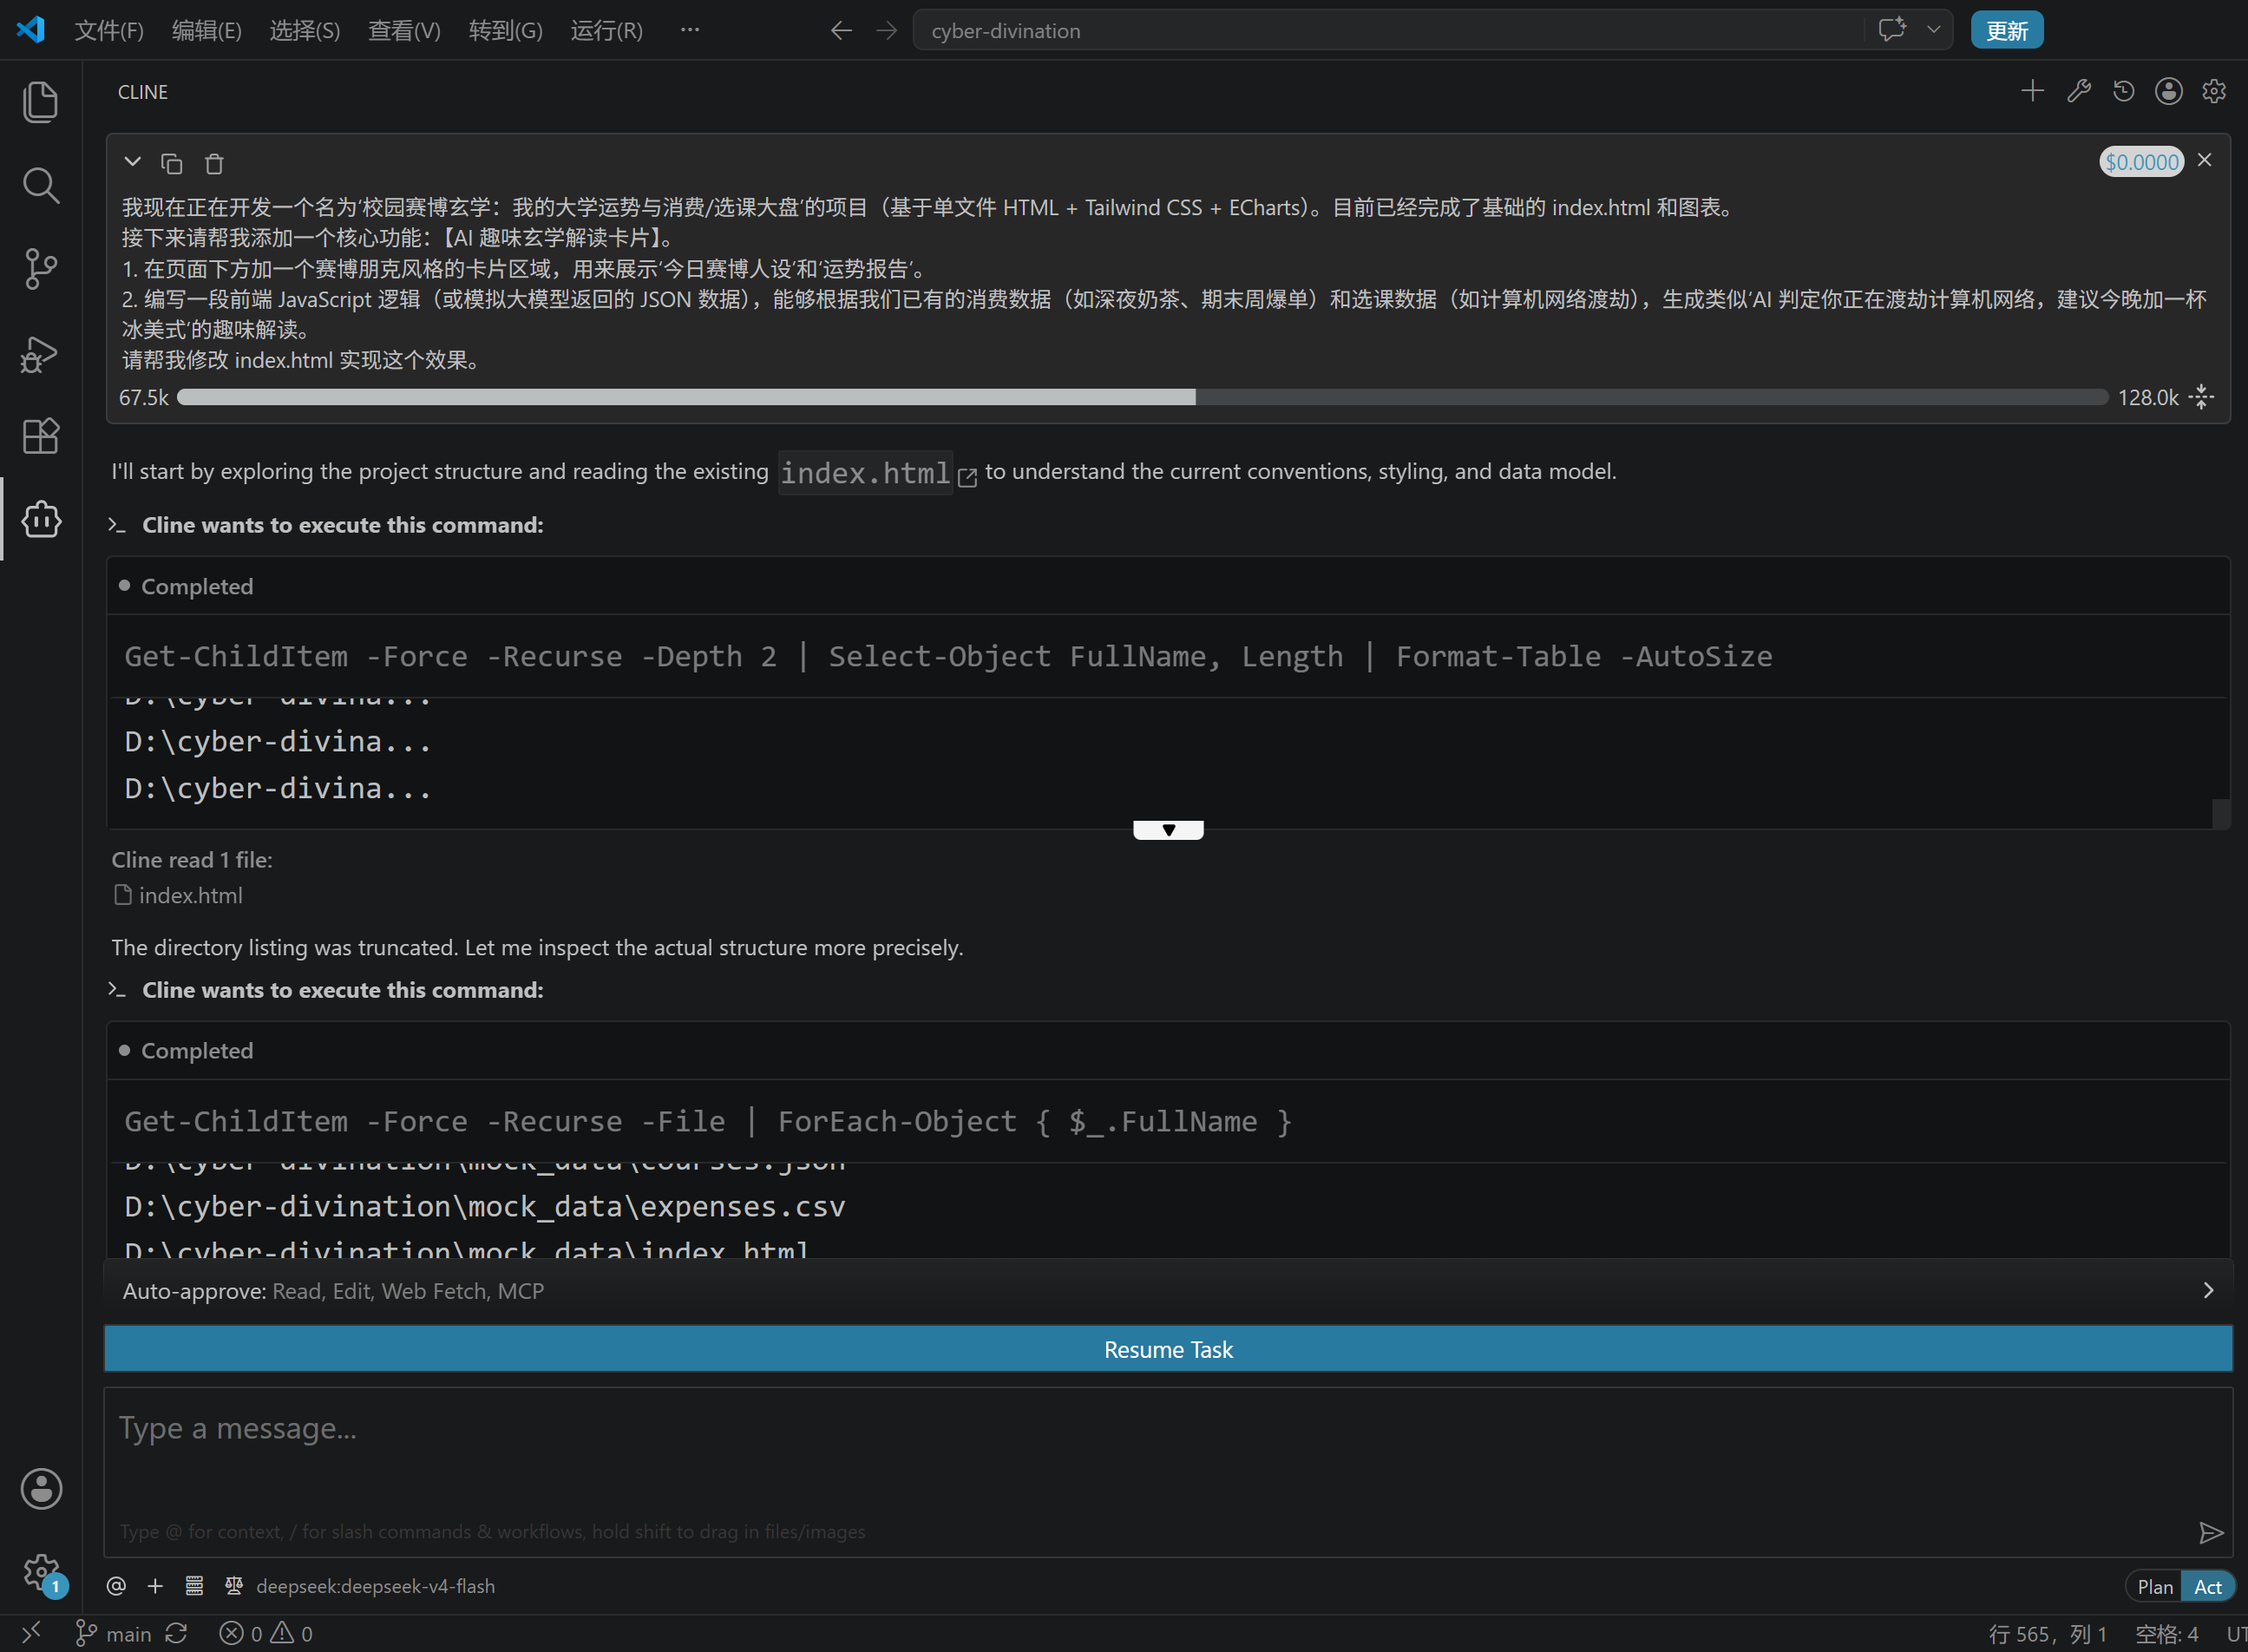 文件(F) 编辑(E) 选择(S) 查看(V) 转到(G) 运行(R) ··· cyber-divination 更新
CLINE
$0.0000
我现在正在开发一个名为‘校园赛博玄学：我的大学运势与消费/选课大盘‘的项目（基于单文件 HTML + Tailwind CSS + ECharts）。目前已经完成了基础的 index.html 和图表。
接下来请帮我添加一个核心功能：【AI 趣味玄学解读卡片】。
1. 在页面下方加一个赛博朋克风格的卡片区域，用来展示‘今日赛博人设’和‘运势报告’。
2. 编写一段前端 JavaScript 逻辑（或模拟大模型返回的 JSON 数据），能够根据我们已有的消费数据（如深夜奶茶、期末周爆单）和选课数据（如计算机网络渡劫），生成类似‘AI 判定你正在渡劫计算机网络，建议今晚加一杯
冰美式’的趣味解读。
请帮我修改 index.html 实现这个效果。
67.5k 128.0k
I'll start by exploring the project structure and reading the existing index.html to understand the current conventions, styling, and data model.
Cline wants to execute this command:
Completed
Get-ChildItem -Force -Recurse -Depth 2 | Select-Object FullName, Length | Format-Table -AutoSize
D:\cyber-divina...
D:\cyber-divina...
D:\cyber-divina...
Cline read 1 file:
index.html
The directory listing was truncated. Let me inspect the actual structure more precisely.
Cline wants to execute this command:
Completed
Get-ChildItem -Force -Recurse -File | ForEach-Object { $_.FullName }
D:\cyber-divination\mock_data\courses.json
D:\cyber-divination\mock_data\expenses.csv
D:\cyber-divination\mock_data\index.html
Auto-approve: Read, Edit, Web Fetch, MCP
Resume Task
Type a message...
Type @ for context, / for slash commands & workflows, hold shift to drag in files/images
1
@ + deepseek:deepseek-v4-flash Plan Act
main 0 0 行 565，列 1 空格: 4 UT